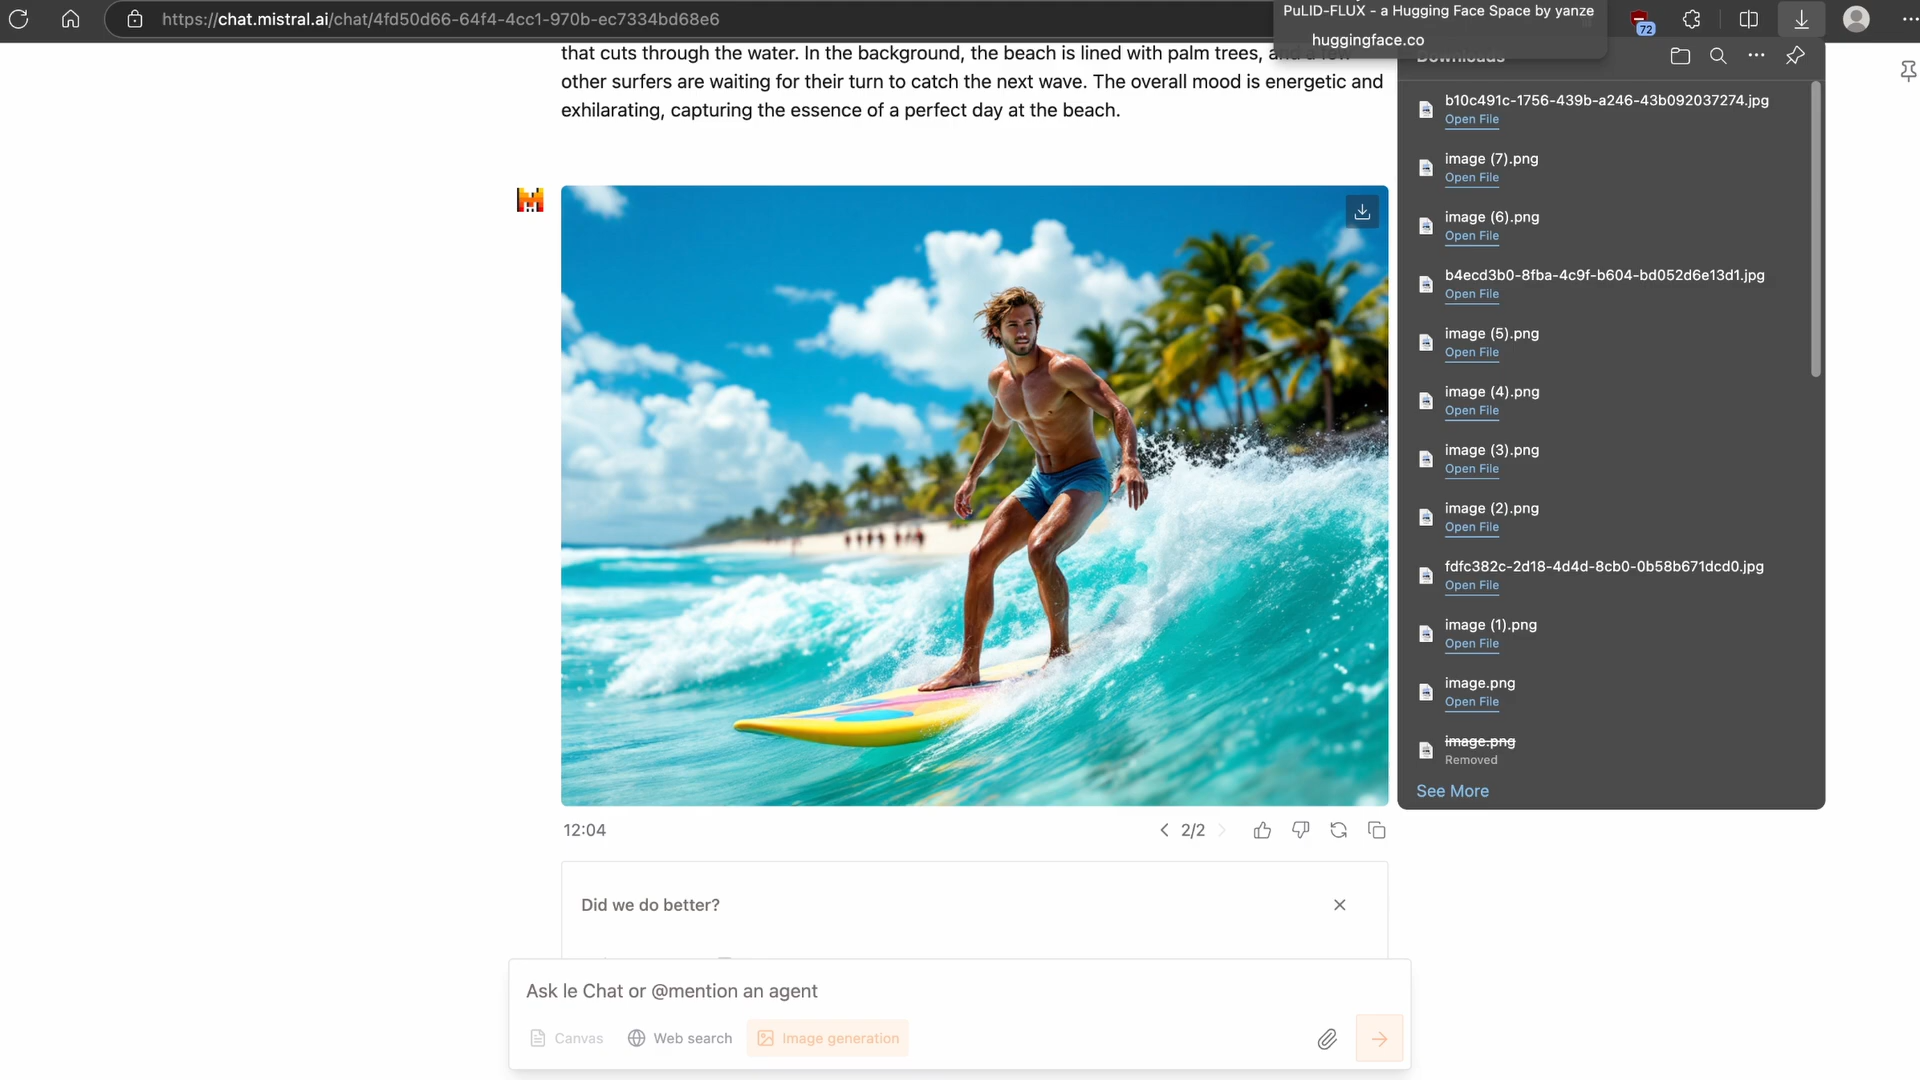 https://chat.mistral.ai/chat/4fd50d66-64f4-4cc1-970b-ec7334bd68e6
PuLID-FLUX - a Hugging Face Space by yanze
huggingface.co
72
that cuts through the water. In the background, the beach is lined with palm trees, and a few
other surfers are waiting for their turn to catch the next wave. The overall mood is energetic and
exhilarating, capturing the essence of a perfect day at the beach.
Downloads
b10c491c-1756-439b-a246-43b092037274.jpg
Open File
image (7).png
Open File
image (6).png
Open File
b4ecd3b0-8fba-4c9f-b604-bd052d6e13d1.jpg
Open File
image (5).png
Open File
image (4).png
Open File
image (3).png
Open File
image (2).png
Open File
fdfc382c-2d18-4d4d-8cb0-0b58b671dcd0.jpg
Open File
image (1).png
Open File
image.png
Open File
image.png
Removed
See More
12:04
2/2
Did we do better?
Ask le Chat or @mention an agent
Canvas
Web search
Image generation